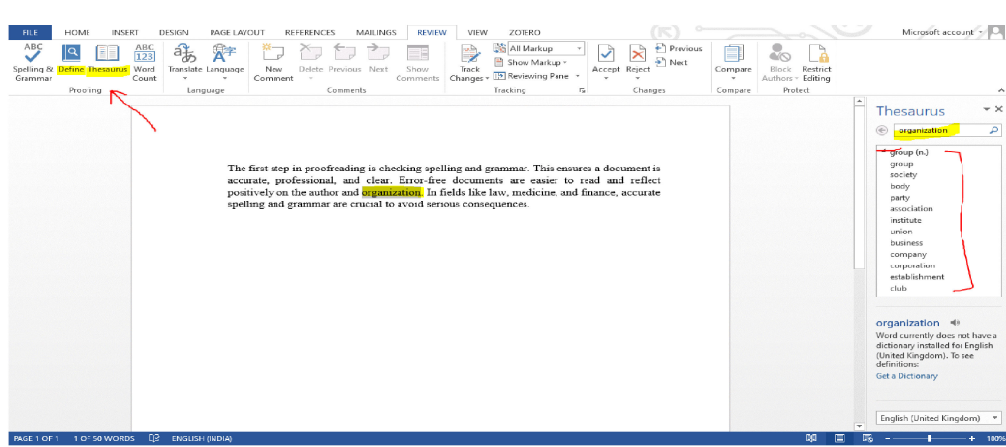 FILE HOME INSERT DESIGN PAGE LAYOUT REFERENCES MAILINGS REVIEW VIEW ZOTERO Microsoft account
ABC ABC 123 All Markup Previous
Spelling & Define Thesaurus Word Translate Language New Delete Previous Next Show Track Show Markup Accept Reject Next Compare Block Restrict
Grammar Count Comment Comments Changes Reviewing Pane Authors Editing
Proofing Language Comments Tracking Changes Compare Protect
Thesaurus
organization
group (n.)
group
society
body
party
association
institute
union
business
company
corporation
establishment
club
The first step in proofreading is checking spelling and grammar. This ensures a document is
accurate, professional, and clear. Error-free documents are easier to read and reflect
positively on the author and organization. In fields like law, medicine, and finance, accurate
spelling and grammar are crucial to avoid serious consequences.
organization
Word currently does not have a
dictionary installed for English
(United Kingdom). To see
definitions:
Get a Dictionary
English (United Kingdom)
PAGE 1 OF 1 1 OF 50 WORDS ENGLISH (INDIA) 110%